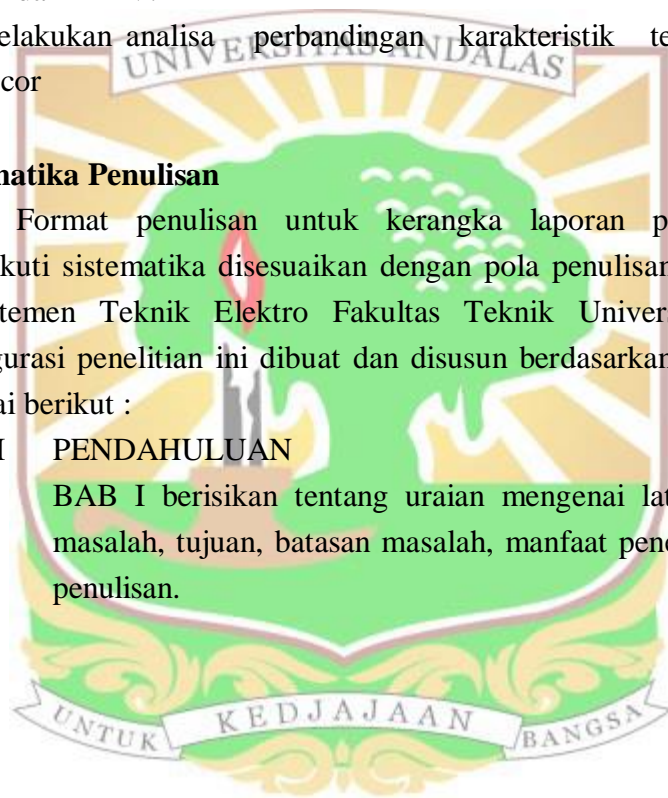 elakukan analisa perbandingan karakteristik te
UNIVERSITAS ANDALAS
cor
natika Penulisan
Format penulisan untuk kerangka laporan p
kuti sistematika disesuaikan dengan pola penulisan
temen Teknik Elektro Fakultas Teknik Univer
gurasi penelitian ini dibuat dan disusun berdasarkan
ai berikut :
I PENDAHULUAN
BAB I berisikan tentang uraian mengenai lat
masalah, tujuan, batasan masalah, manfaat pene
penulisan.
UNTUK KEDJAJAAN BANGSA